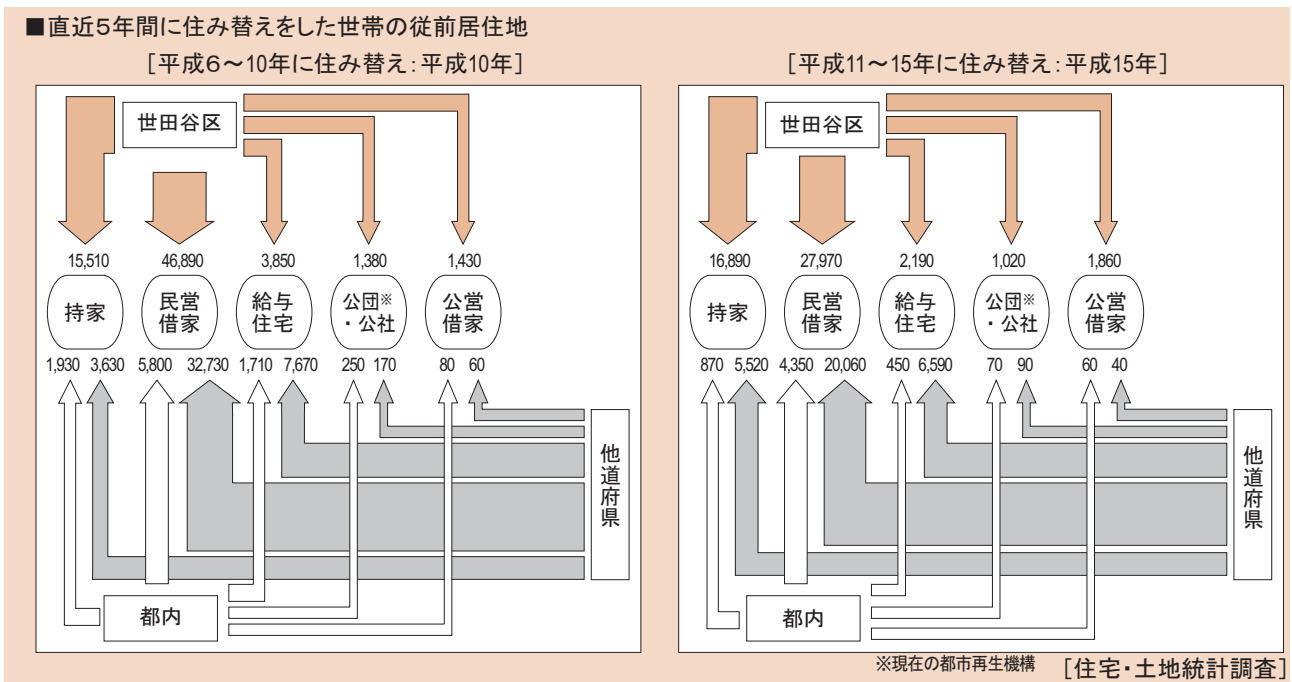 ■直近5年間に住み替えをした世帯の従前居住地
[平成6～10年に住み替え:平成10年]
世田谷区
15,510 46,890 3,850 1,380 1,430
持家
民営
借家
給与
住宅
公団※
・公社
公営
借家
1,930 3,630 5,800 32,730 1,710 7,670 250 170 80 60
他道府県
都内
[平成11～15年に住み替え:平成15年]
世田谷区
16,890 27,970 2,190 1,020 1,860
持家
民営
借家
給与
住宅
公団※
・公社
公営
借家
870 5,520 4,350 20,060 450 6,590 70 90 60 40
他道府県
都内
※現在の都市再生機構 [住宅・土地統計調査]